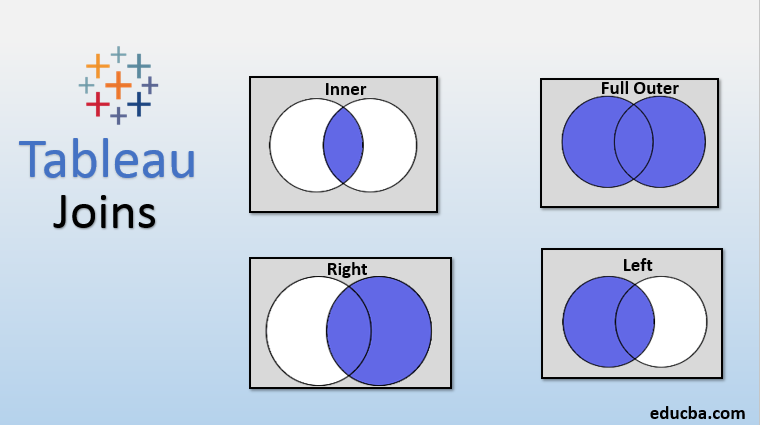 Tableau
Joins
Inner
Full Outer
Right
Left
educba.com